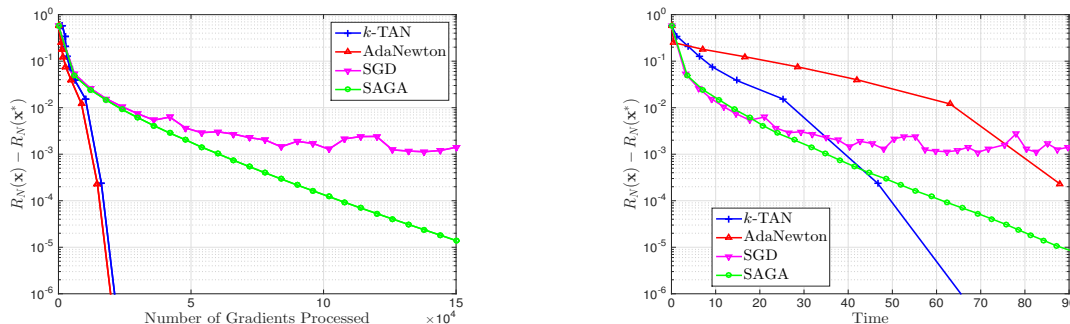 10^0
10^-1
10^-2
10^-3
10^-4
10^-5
10^-6
R_N(x) − R_N(x*)
k-TAN
AdaNewton
SGD
SAGA
0 5 10 15
×10^4
Number of Gradients Processed
10^0
10^-1
10^-2
10^-3
10^-4
10^-5
10^-6
R_N(x) − R_N(x*)
k-TAN
AdaNewton
SGD
SAGA
0 10 20 30 40 50 60 70 80 90
Time